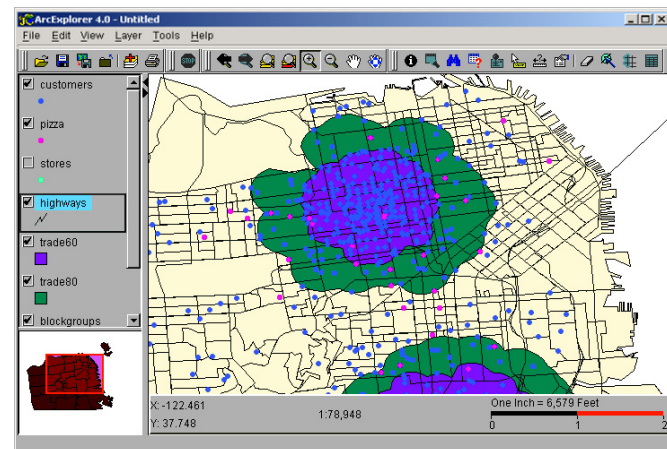 ArcExplorer 4.0 - Untitled
File Edit View Layer Tools Help
STOP
customers
pizza
stores
highways
trade60
trade80
blockgroups
X: -122.461
Y: 37.748
1:78,948
One Inch = 6,579 Feet
0 1 2